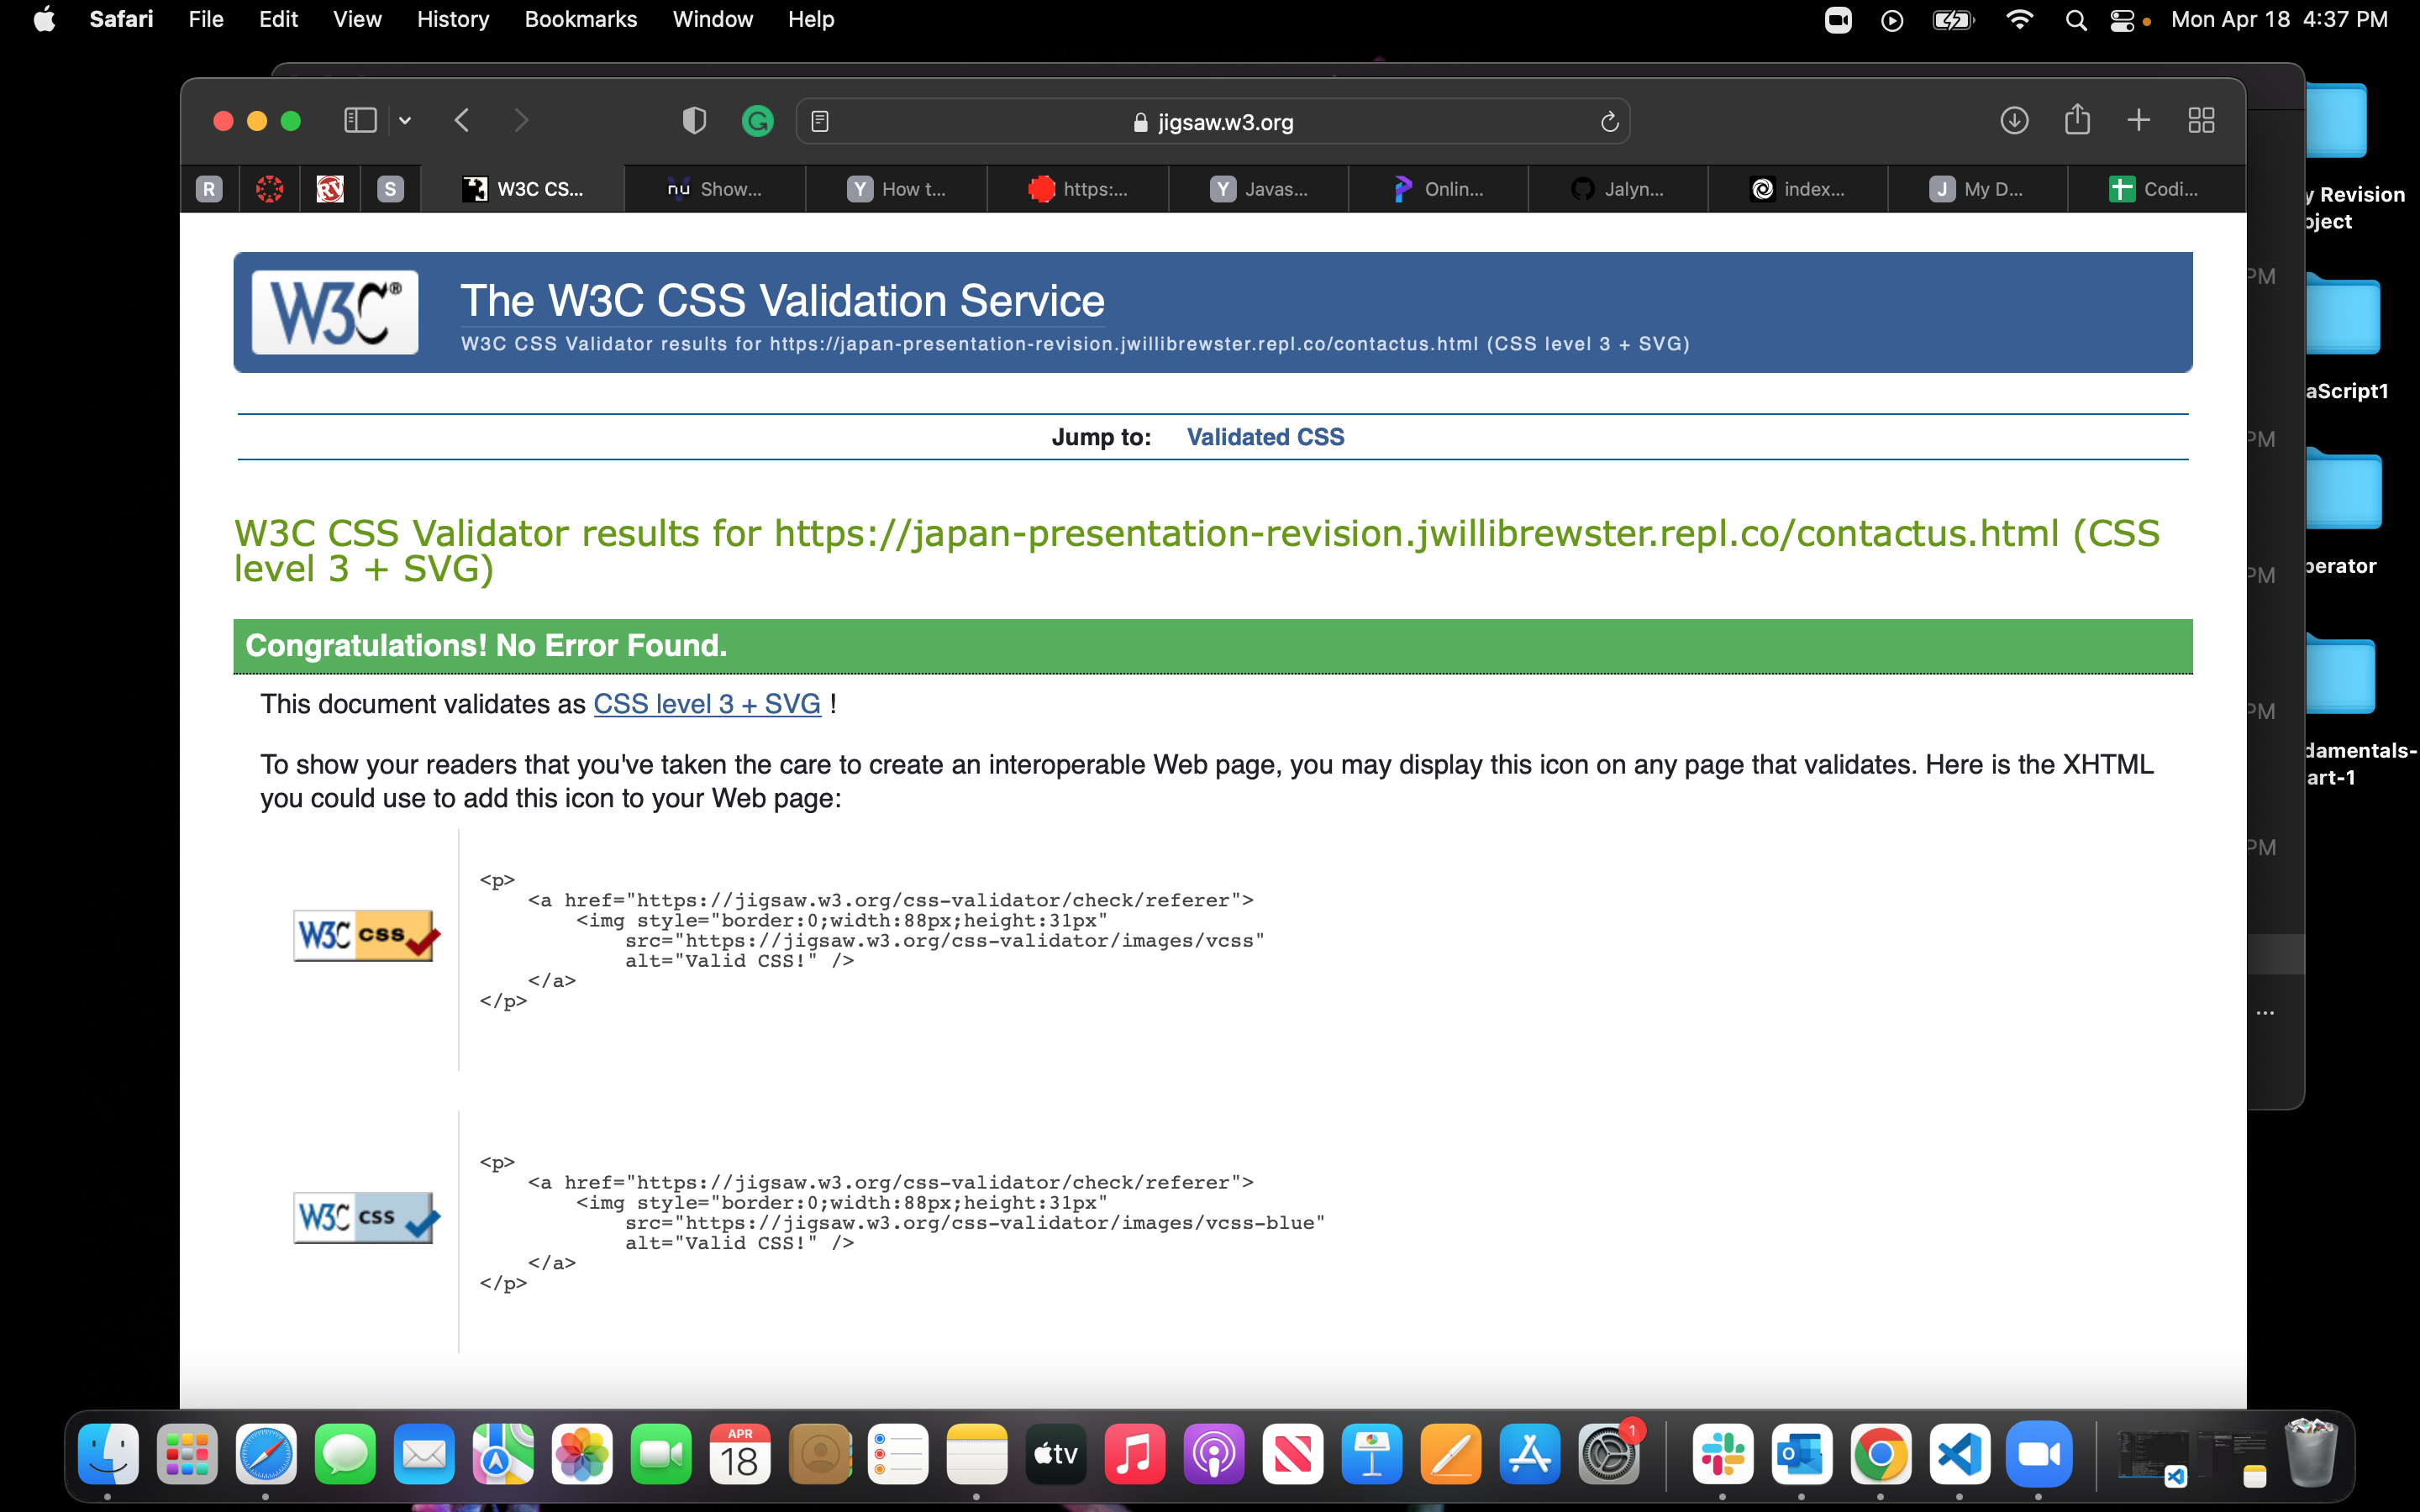 Safari File Edit View History Bookmarks Window Help Mon Apr 18 4:37 PM
jigsaw.w3.org
R RV S W3C CS... nu Show... Y How t... https:... Y Javas... Onlin... Jalyn... index... J My D... Codi...
W3C® The W3C CSS Validation Service
W3C CSS Validator results for https://japan-presentation-revision.jwillibrewster.repl.co/contactus.html (CSS level 3 + SVG)
Jump to: Validated CSS
W3C CSS Validator results for https://japan-presentation-revision.jwillibrewster.repl.co/contactus.html (CSS
level 3 + SVG)
Congratulations! No Error Found.
This document validates as CSS level 3 + SVG !
To show your readers that you've taken the care to create an interoperable Web page, you may display this icon on any page that validates. Here is the XHTML
you could use to add this icon to your Web page:
W3C css
<p>
<a href="https://jigsaw.w3.org/css-validator/check/referer">
<img style="border:0;width:88px;height:31px"
src="https://jigsaw.w3.org/css-validator/images/vcss"
alt="Valid CSS!" />
</a>
</p>
W3C css
<p>
<a href="https://jigsaw.w3.org/css-validator/check/referer">
<img style="border:0;width:88px;height:31px"
src="https://jigsaw.w3.org/css-validator/images/vcss-blue"
alt="Valid CSS!" />
</a>
</p>
y Revision
oject
PM
aScript1
PM
perator
PM
PM
damentals-
art-1
PM
...
APR
18
tv
1